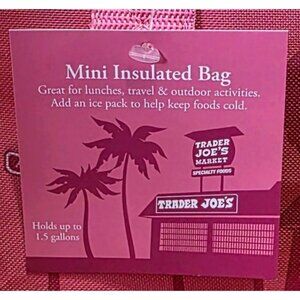 Mini Insulated Bag
Great for lunches, travel & outdoor activities.
Add an ice pack to help keep foods cold.
TRADER
JOE'S
MARKET
SPECIALTY FOODS
TRADER JOE'S
Holds up to
1.5 gallons